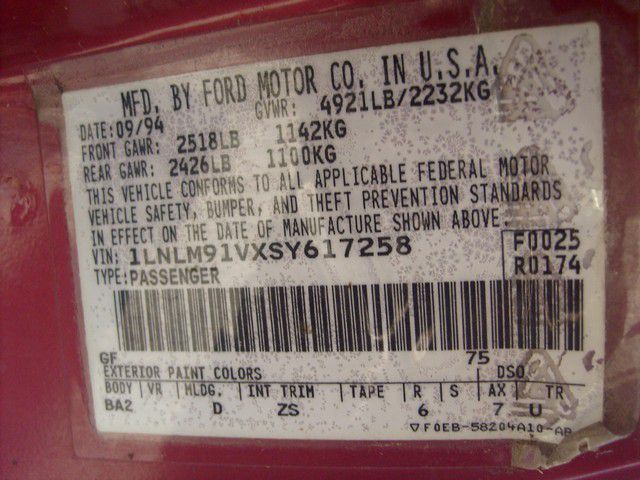 MFD. BY FORD MOTOR CO. IN U.S.A.
DATE: 09/94 GVWR: 4921LB/2232KG
FRONT GAWR: 2518LB 1142KG
REAR GAWR: 2426LB 1100KG
THIS VEHICLE CONFORMS TO ALL APPLICABLE FEDERAL MOTOR
VEHICLE SAFETY, BUMPER, AND THEFT PREVENTION STANDARDS
IN EFFECT ON THE DATE OF MANUFACTURE SHOWN ABOVE.
VIN: 1LNLM91VXSY617258 F0025
TYPE: PASSENGER R0174
GF 75
EXTERIOR PAINT COLORS DSO
BODY VR MLDG. INT TRIM TAPE R S AX TR
BA2 D ZS 6 7 U
▽F0EB-58204A10-AB